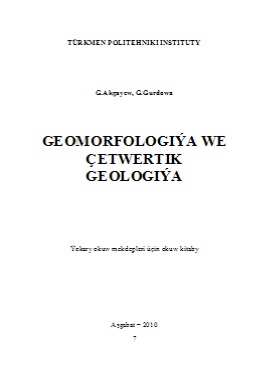 TÜRKMEN POLITEHNIKI INSTITUTY
G.Akgaýew, G.Gurdowa
GEOMORFOLOGIÝA WE
ÇETWERTIK
GEOLOGIÝA
Ýokary okuw mekdepleri üçin okuw kitaby
Aşgabat – 2010
7